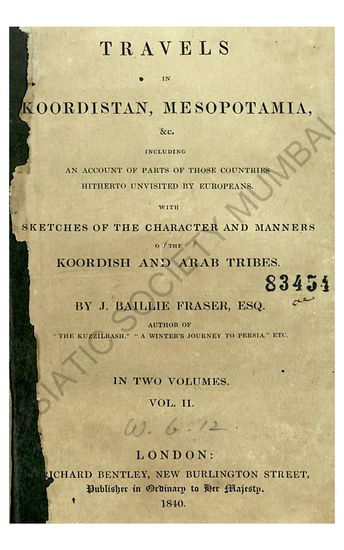 TRAVELS
IN
KOORDISTAN, MESOPOTAMIA,
&c.
INCLUDING
AN ACCOUNT OF PARTS OF THOSE COUNTRIES
HITHERTO UNVISITED BY EUROPEANS.
WITH
SKETCHES OF THE CHARACTER AND MANNERS
OF THE
KOORDISH AND ARAB TRIBES.
83454
BY J. BAILLIE FRASER, ESQ.
AUTHOR OF
"THE KUZZILBASH," "A WINTER'S JOURNEY TO PERSIA," ETC.
IN TWO VOLUMES.
VOL. II.
W. 6. 12.
LONDON:
RICHARD BENTLEY, NEW BURLINGTON STREET,
Publisher in Ordinary to Her Majesty.
1840.
SIATIC SOCIETY MUMBAI